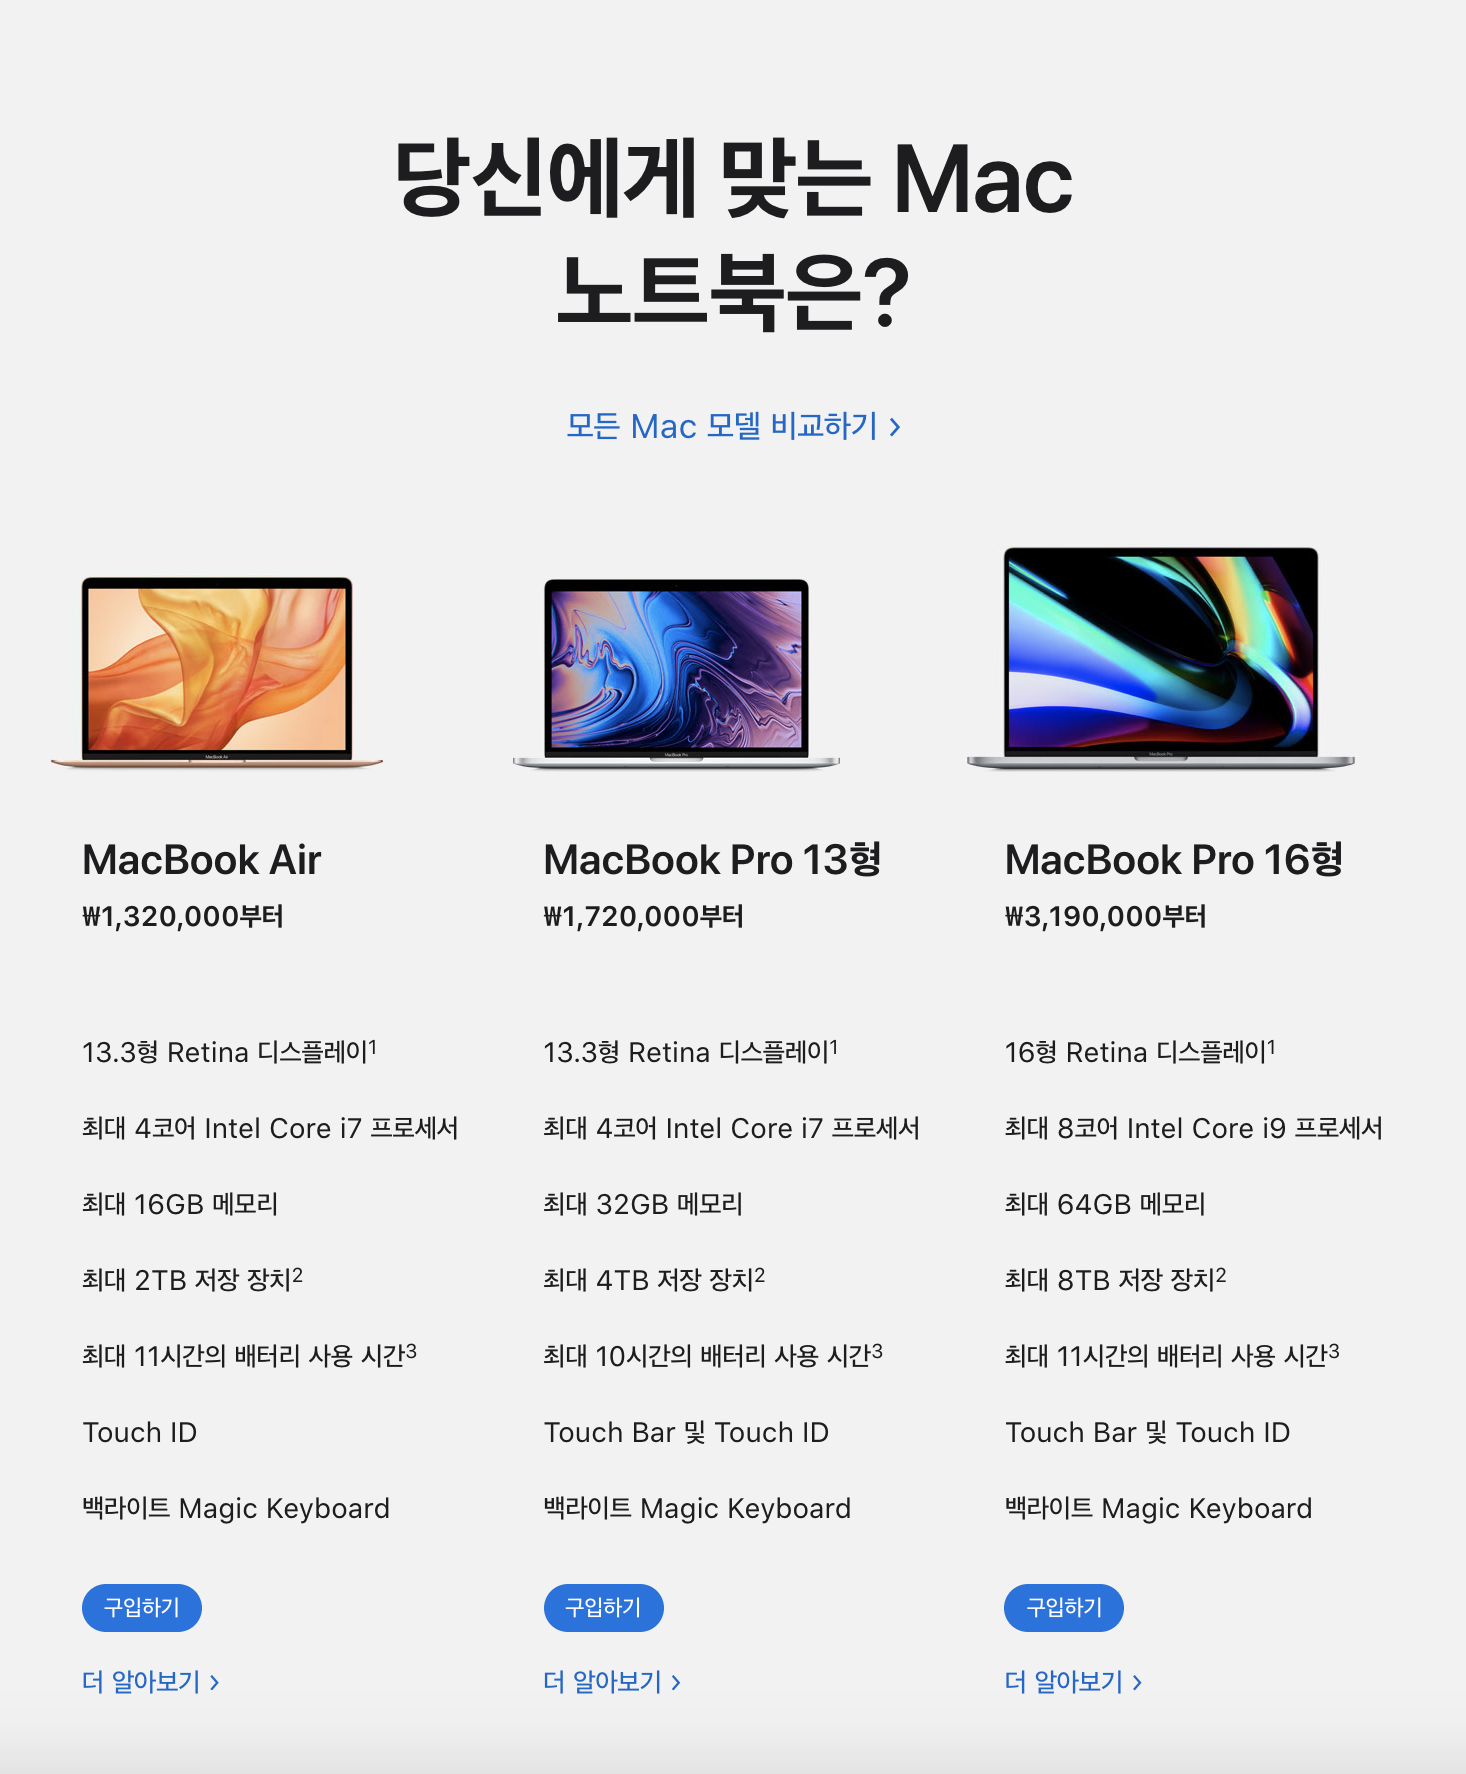 당신에게 맞는 Mac
노트북은?
모든 Mac 모델 비교하기 >
MacBook Air
MacBook Pro
MacBook Pro
MacBook Air
₩1,320,000부터
13.3형 Retina 디스플레이1
최대 4코어 Intel Core i7 프로세서
최대 16GB 메모리
최대 2TB 저장 장치2
최대 11시간의 배터리 사용 시간3
Touch ID
백라이트 Magic Keyboard
구입하기
더 알아보기 >
MacBook Pro 13형
₩1,720,000부터
13.3형 Retina 디스플레이1
최대 4코어 Intel Core i7 프로세서
최대 32GB 메모리
최대 4TB 저장 장치2
최대 10시간의 배터리 사용 시간3
Touch Bar 및 Touch ID
백라이트 Magic Keyboard
구입하기
더 알아보기 >
MacBook Pro 16형
₩3,190,000부터
16형 Retina 디스플레이1
최대 8코어 Intel Core i9 프로세서
최대 64GB 메모리
최대 8TB 저장 장치2
최대 11시간의 배터리 사용 시간3
Touch Bar 및 Touch ID
백라이트 Magic Keyboard
구입하기
더 알아보기 >